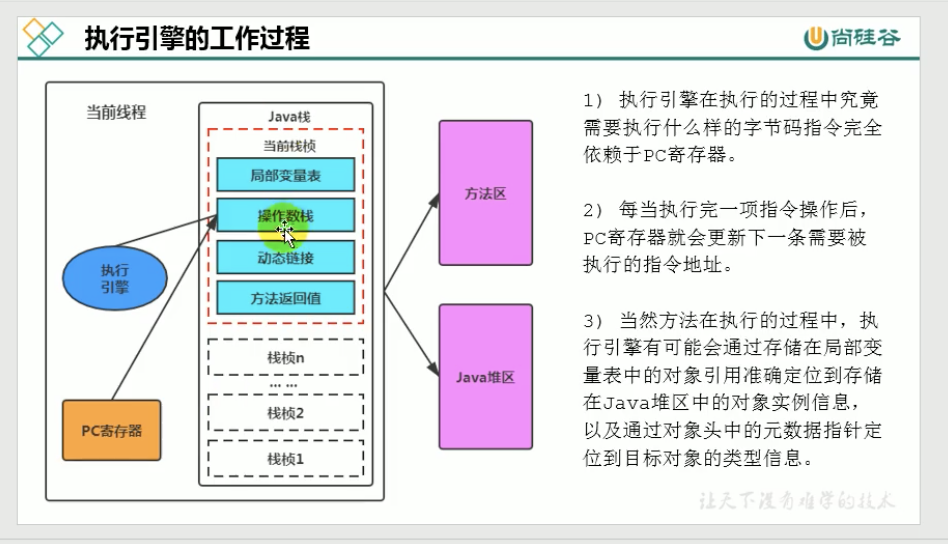 执行引擎的工作过程
尚硅谷
当前线程
Java栈
当前栈桢
局部变量表
操作数栈
动态链接
方法返回值
栈桢n
... ...
栈桢2
栈桢1
执行
引擎
PC寄存器
方法区
Java堆区
1) 执行引擎在执行的过程中究竟
需要执行什么样的字节码指令完全
依赖于PC寄存器。
2) 每当执行完一项指令操作后，
PC寄存器就会更新下一条需要被
执行的指令地址。
3) 当然方法在执行的过程中，执
行引擎有可能会通过存储在局部变
量表中的对象引用准确定位到存储
在Java堆区中的对象实例信息，
以及通过对象头中的元数据指针定
位到目标对象的类型信息。
让天下没有难学的技术